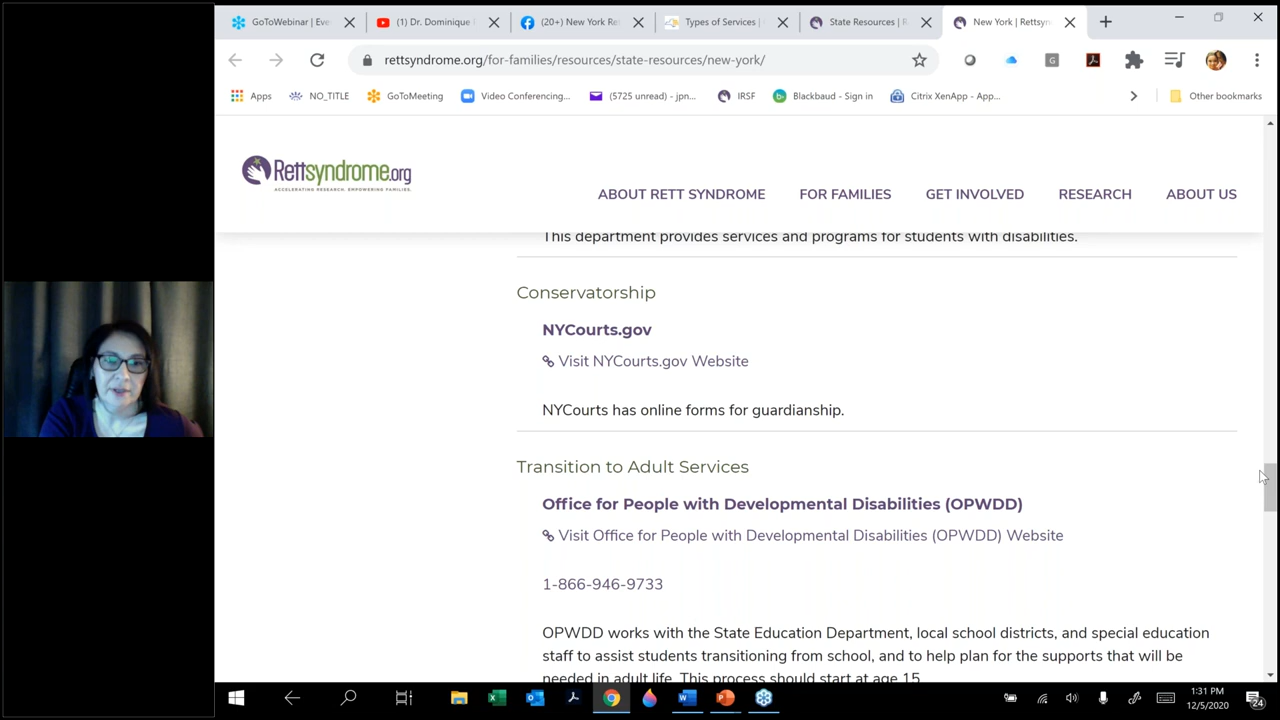 GoToWebinar | Eve
(1) Dr. Dominique
(20+) New York Re
Types of Services |
State Resources | R
New York | Rettsyn
rettsyndrome.org/for-families/resources/state-resources/new-york/
G
Apps
NO_TITLE
GoToMeeting
Video Conferencing...
(5725 unread) - jpn...
IRSF
Blackbaud - Sign in
Citrix XenApp - App...
Other bookmarks
Rettsyndrome.org
ACCELERATING RESEARCH. EMPOWERING FAMILIES.
ABOUT RETT SYNDROME
FOR FAMILIES
GET INVOLVED
RESEARCH
ABOUT US
This department provides services and programs for students with disabilities.
Conservatorship
NYCourts.gov
Visit NYCourts.gov Website
NYCourts has online forms for guardianship.
Transition to Adult Services
Office for People with Developmental Disabilities (OPWDD)
Visit Office for People with Developmental Disabilities (OPWDD) Website
1-866-946-9733
OPWDD works with the State Education Department, local school districts, and special education
staff to assist students transitioning from school, and to help plan for the supports that will be
needed in adult life. This process should start at age 15.
1:31 PM
12/5/2020
24